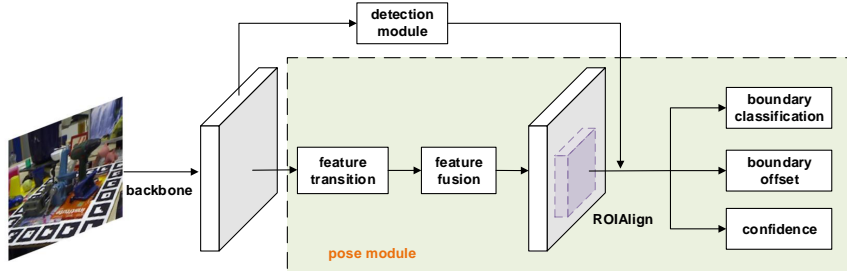 detection
module
backbone
feature
transition
feature
fusion
ROIAlign
boundary
classification
boundary
offset
confidence
pose module